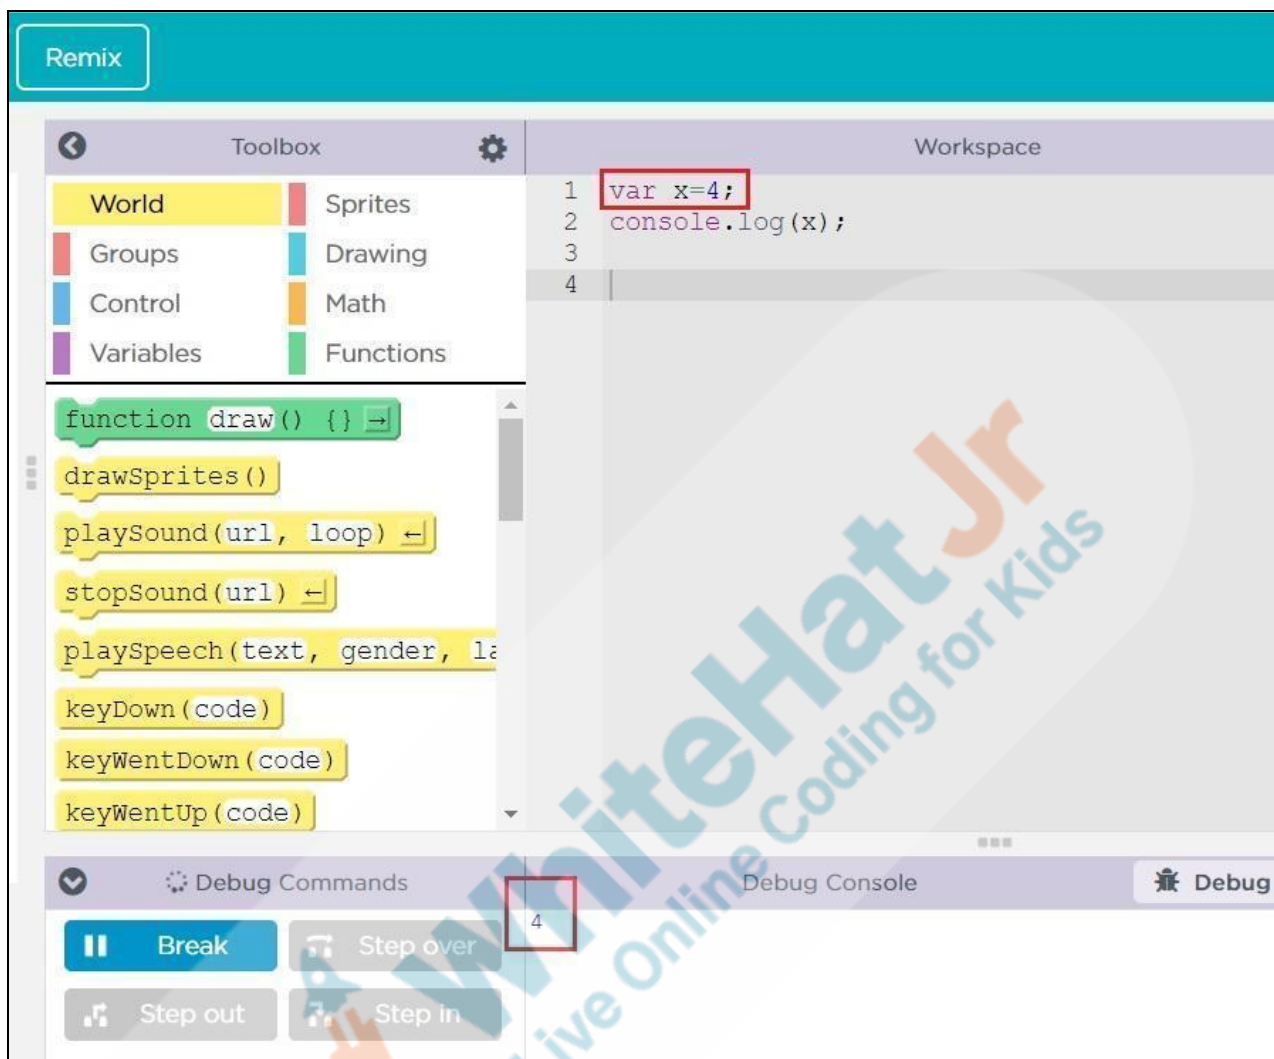 Remix
Toolbox
Workspace
World
Sprites
Groups
Drawing
Control
Math
Variables
Functions
1 var x=4;
2 console.log(x);
3
4
function draw() {} →
drawSprites()
playSound(url, loop) ←
stopSound(url) ←
playSpeech(text, gender, la
keyDown(code)
keyWentDown(code)
keyWentUp(code)
Debug Commands
Debug Console
Debug
Break
Step over
4
Step out
Step in
WhiteHat Jr
Live Online Coding for Kids